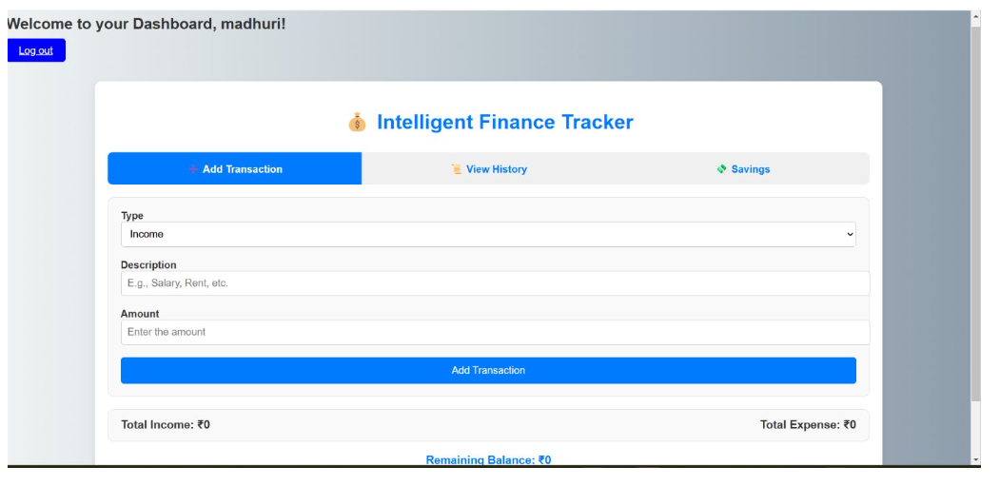 Welcome to your Dashboard, madhuri!
Log out
Intelligent Finance Tracker
Add Transaction
View History
Savings
Type
Income
Description
E.g., Salary, Rent, etc.
Amount
Enter the amount
Add Transaction
Total Income: ₹0
Total Expense: ₹0
Remaining Balance: ₹0